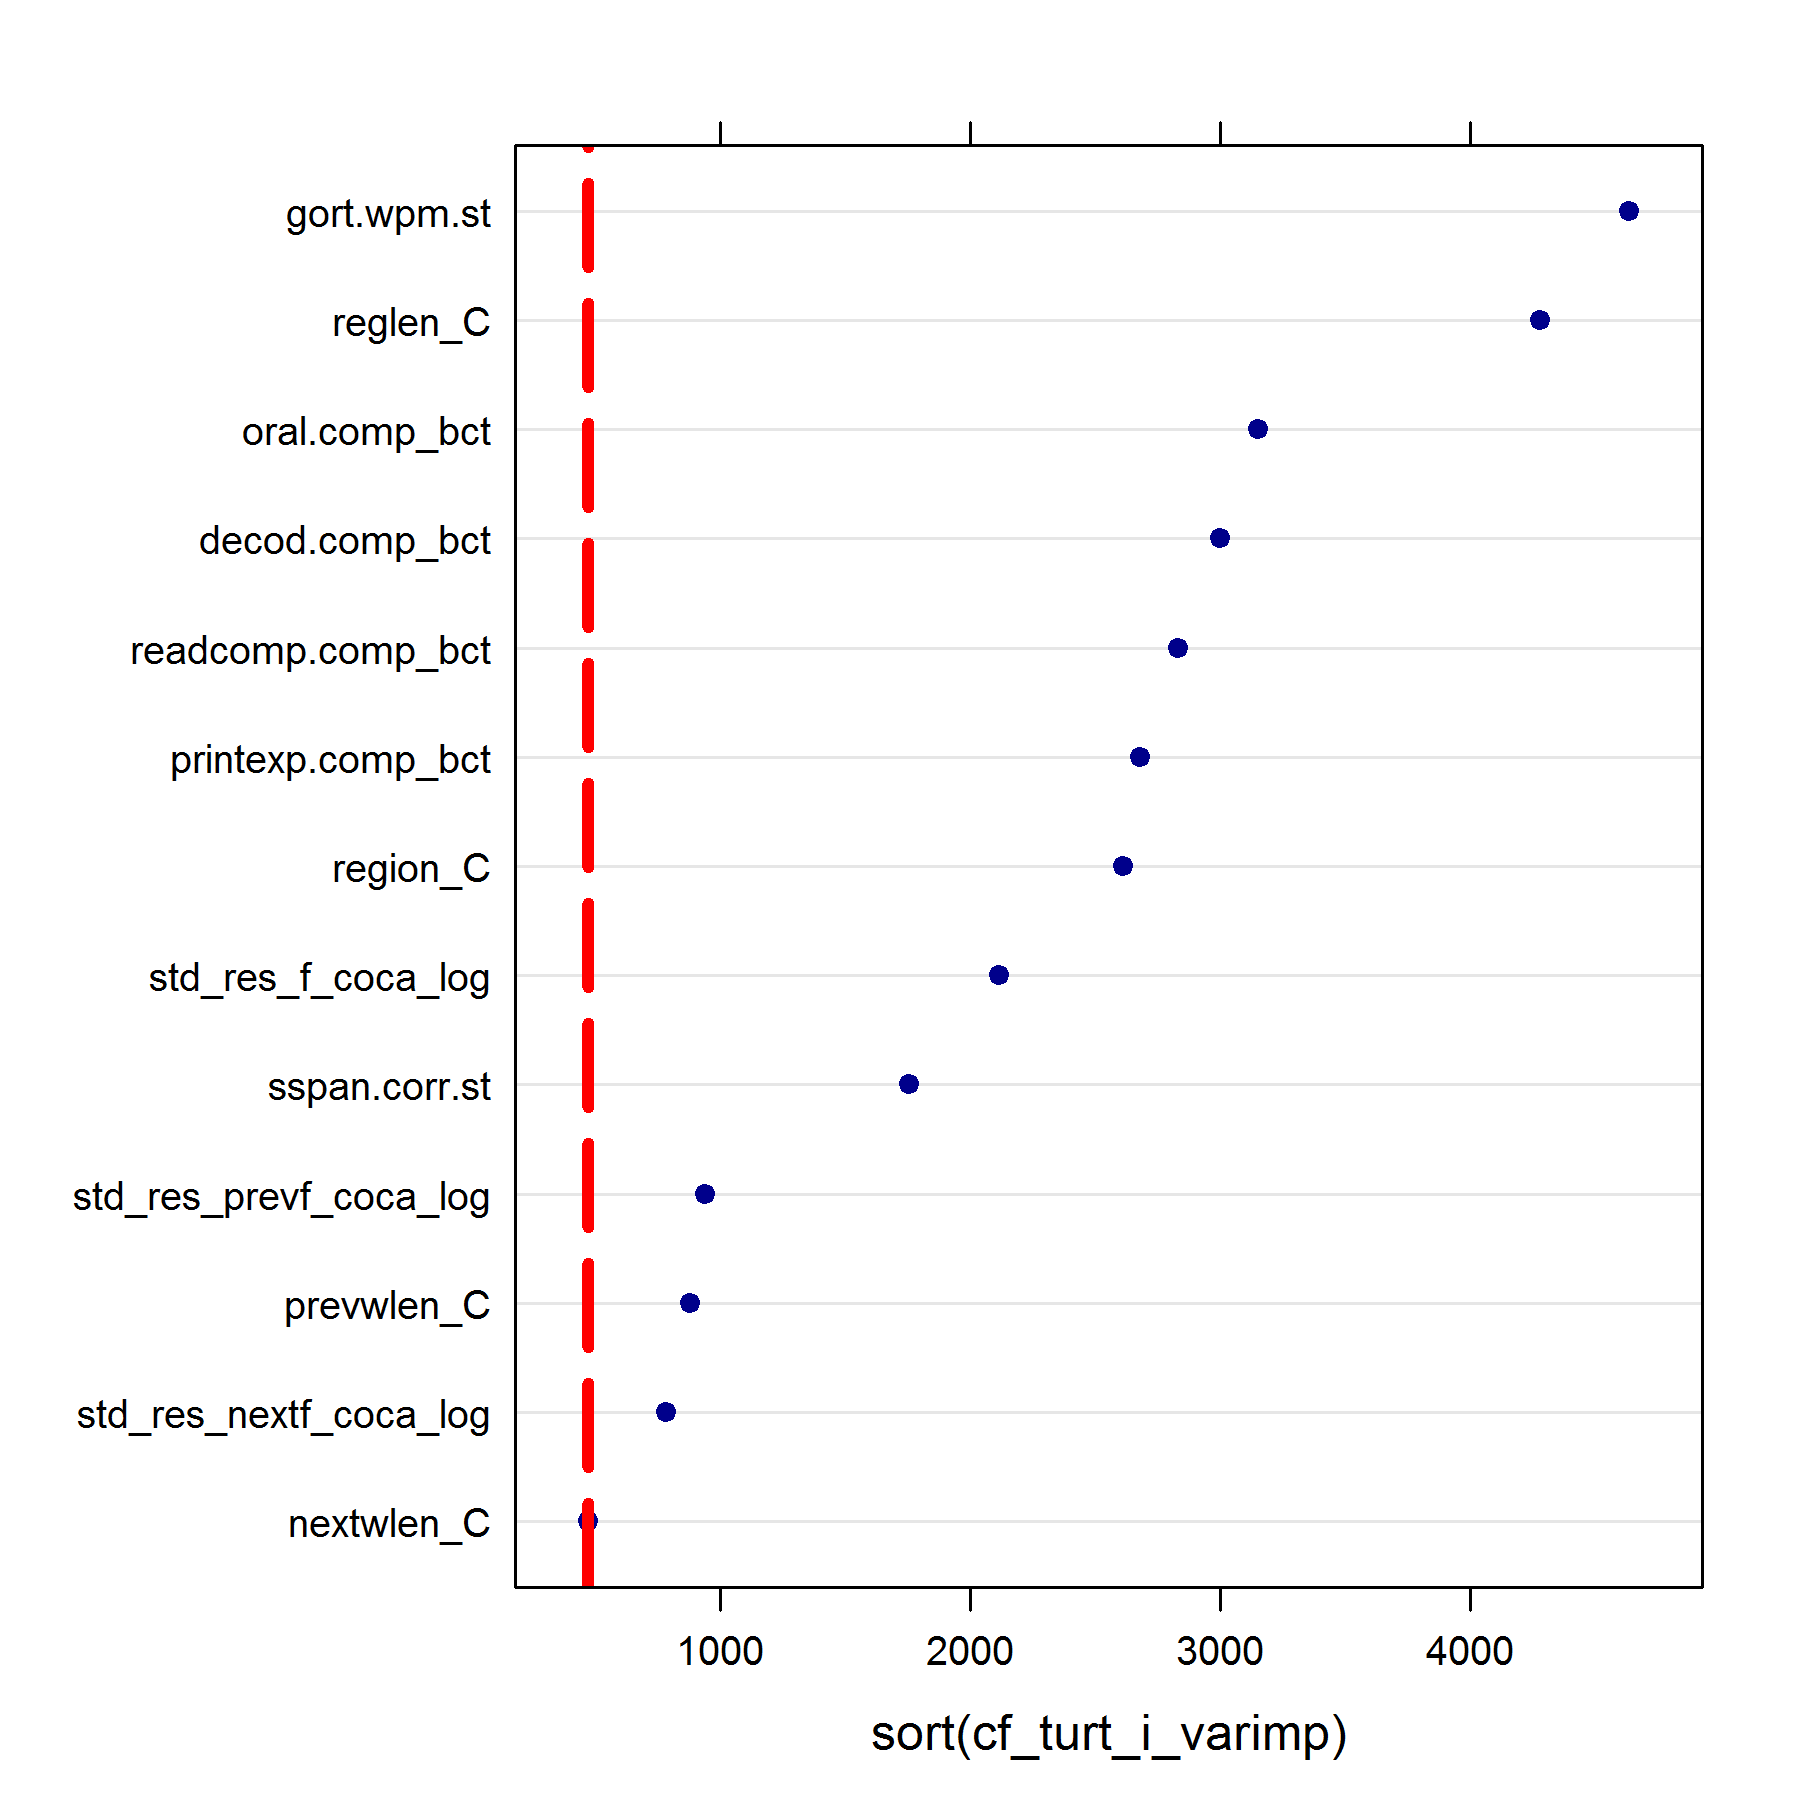 gort.wpm.st
reglen_C
oral.comp_bct
decod.comp_bct
readcomp.comp_bct
printexp.comp_bct
region_C
std_res_f_coca_log
sspan.corr.st
std_res_prevf_coca_log
prevwlen_C
std_res_nextf_coca_log
nextwlen_C
1000 2000 3000 4000
sort(cf_turt_i_varimp)